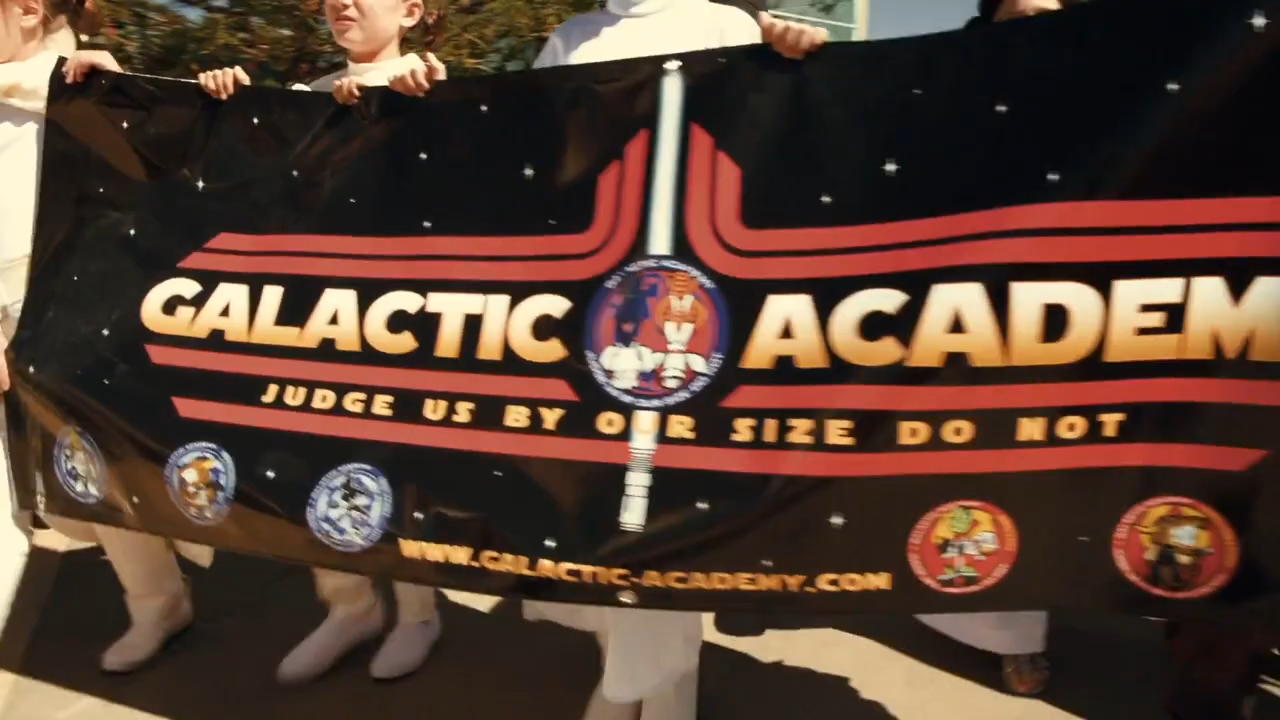 GALACTIC ACADEM
JUDGE US BY OUR SIZE DO NOT
WWW.GALACTIC-ACADEMY.COM